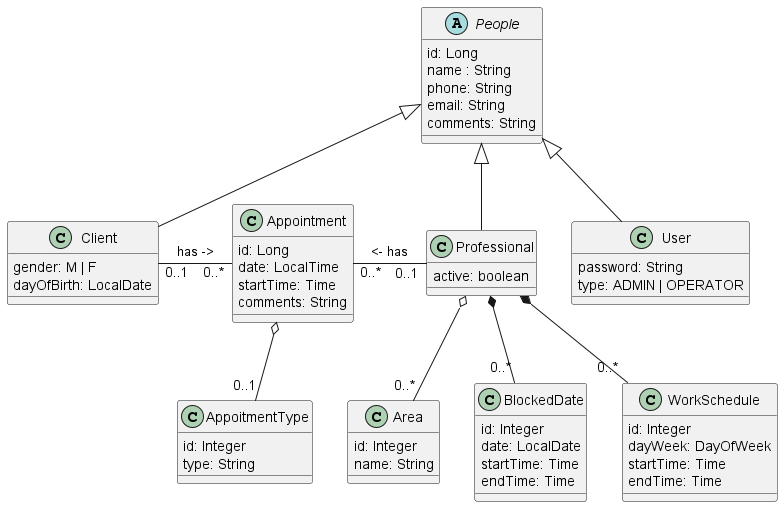 A People
id: Long
name : String
phone: String
email: String
comments: String
C Client
gender: M | F
dayOfBirth: LocalDate
has ->
0..1 0..*
C Appointment
id: Long
date: LocalTime
startTime: Time
comments: String
<- has
0..* 0..1
C Professional
active: boolean
C User
password: String
type: ADMIN | OPERATOR
0..1
0..*
0..*
0..*
C AppoitmentType
id: Integer
type: String
C Area
id: Integer
name: String
C BlockedDate
id: Integer
date: LocalDate
startTime: Time
endTime: Time
C WorkSchedule
id: Integer
dayWeek: DayOfWeek
startTime: Time
endTime: Time